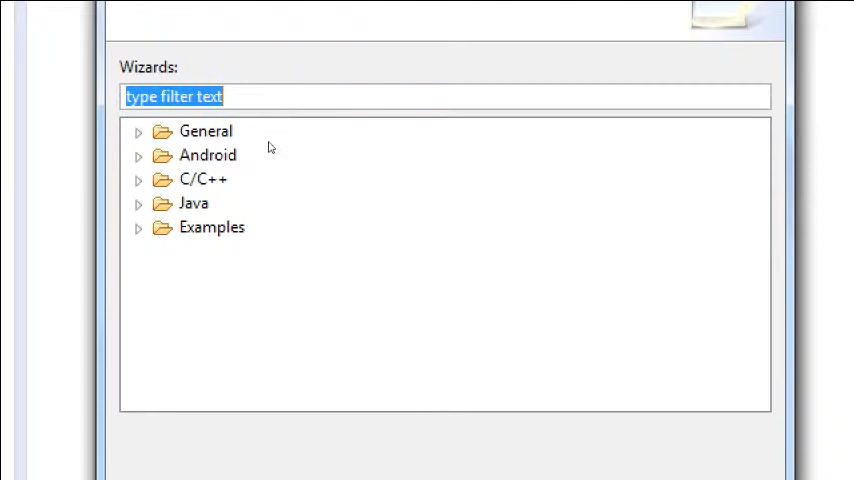 Wizards:
type filter text
General
Android
C/C++
Java
Examples